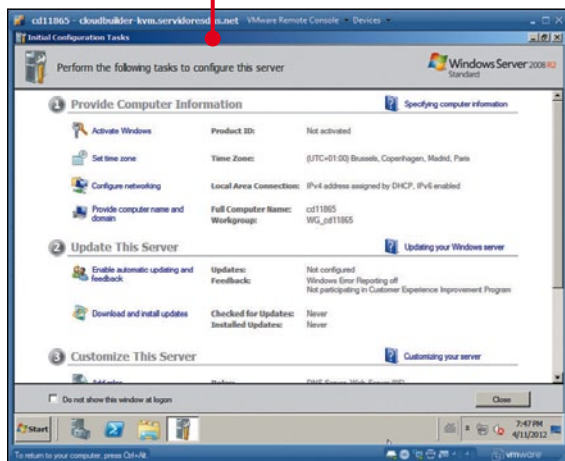 cd11865 - cloudbuilder-kvm.servidoresdns.net VMware Remote Console Devices
Initial Configuration Tasks
Perform the following tasks to configure this server
Windows Server 2008 R2
Standard
1 Provide Computer Information
Specifying computer information
Activate Windows Product ID: Not activated
Set time zone Time Zone: (UTC+01:00) Brussels, Copenhagen, Madrid, Paris
Configure networking Local Area Connection: IPv4 address assigned by DHCP, IPv6 enabled
Provide computer name and domain Full Computer Name: cd11865
Workgroup: WG_cd11865
2 Update This Server
Updating your Windows server
Enable automatic updating and feedback Updates: Not configured
Feedback: Windows Error Reporting off
Not participating in Customer Experience Improvement Program
Download and install updates Checked for Updates: Never
Installed Updates: Never
3 Customize This Server
Customizing your server
Do not show this window at logon
Close
Start
7:47 PM
4/11/2012
To return to your computer, press Ctrl+Alt.
vmware